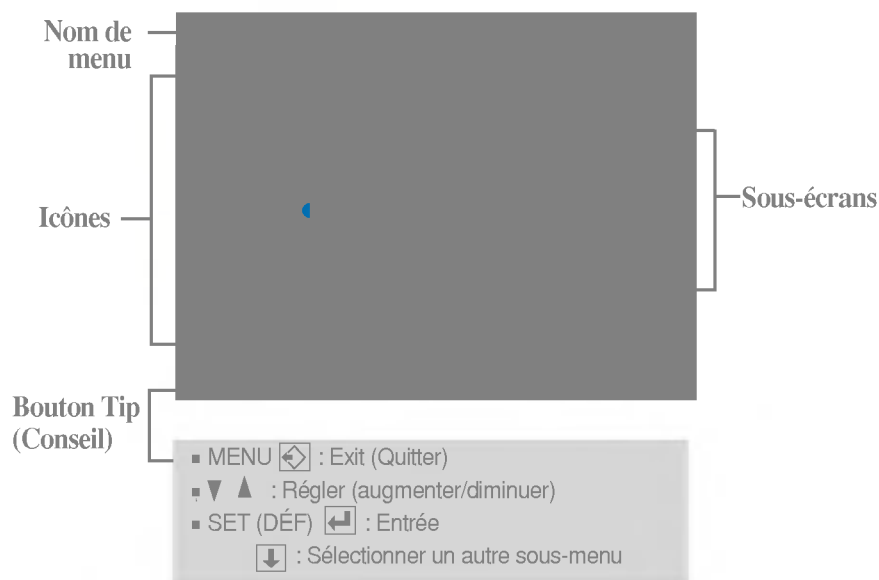 Nom de
menu
Icônes
Sous-écrans
Bouton Tip
(Conseil)
MENU : Exit (Quitter)
▼ ▲ : Régler (augmenter/diminuer)
SET (DÉF) : Entrée
: Sélectionner un autre sous-menu